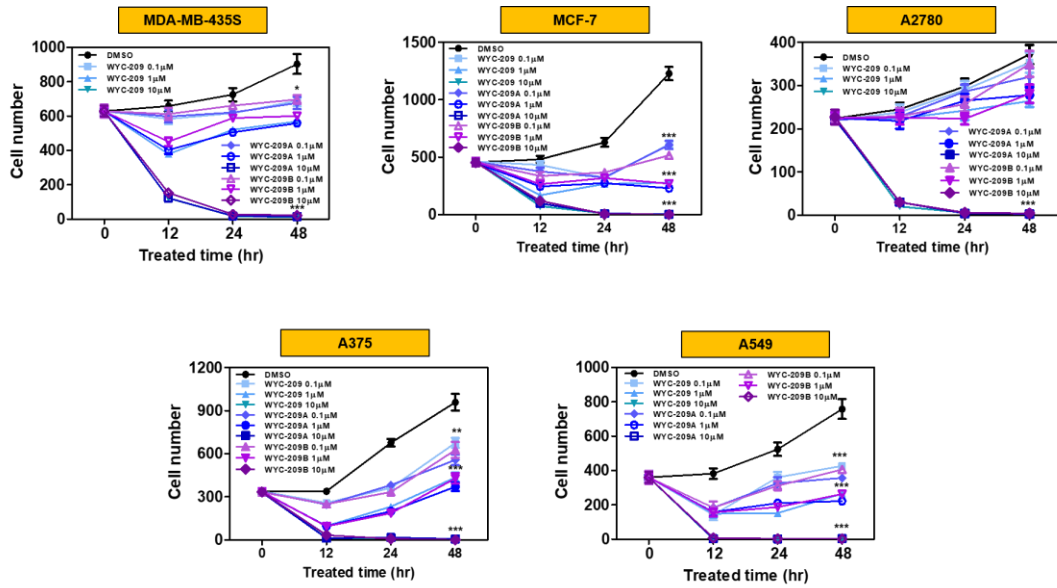 MDA-MB-435S
Cell number
1000
800
600
400
200
0
DMSO
WYC-209 0.1µM
WYC-209 1µM
WYC-209 10µM
*
WYC-209A 0.1µM
WYC-209A 1µM
WYC-209A 10µM
WYC-209B 0.1µM
WYC-209B 1µM
WYC-209B 10µM
***
0 12 24 48
Treated time (hr)
MCF-7
Cell number
1500
1000
500
0
DMSO
WYC-209 0.1µM
WYC-209 1µM
WYC-209 10µM
WYC-209A 0.1µM
WYC-209A 1µM
WYC-209A 10µM
WYC-209B 0.1µM
WYC-209B 1µM
WYC-209B 10µM
***
***
***
0 12 24 48
Treated time (hr)
A2780
Cell number
400
300
200
100
0
DMSO
WYC-209 0.1µM
WYC-209 1µM
WYC-209 10µM
WYC-209A 0.1µM
WYC-209A 1µM
WYC-209A 10µM
WYC-209B 0.1µM
WYC-209B 1µM
WYC-209B 10µM
***
0 12 24 48
Treated time (hr)
A375
Cell number
1200
900
600
300
0
DMSO
WYC-209 0.1µM
WYC-209 1µM
WYC-209 10µM
WYC-209A 0.1µM
WYC-209A 1µM
WYC-209A 10µM
WYC-209B 0.1µM
WYC-209B 1µM
WYC-209B 10µM
**
***
***
0 12 24 48
Treated time (hr)
A549
Cell number
1000
800
600
400
200
0
DMSO
WYC-209 0.1µM
WYC-209 1µM
WYC-209 10µM
WYC-209A 0.1µM
WYC-209A 1µM
WYC-209A 10µM
WYC-209B 0.1µM
WYC-209B 1µM
WYC-209B 10µM
***
***
***
0 12 24 48
Treated time (hr)